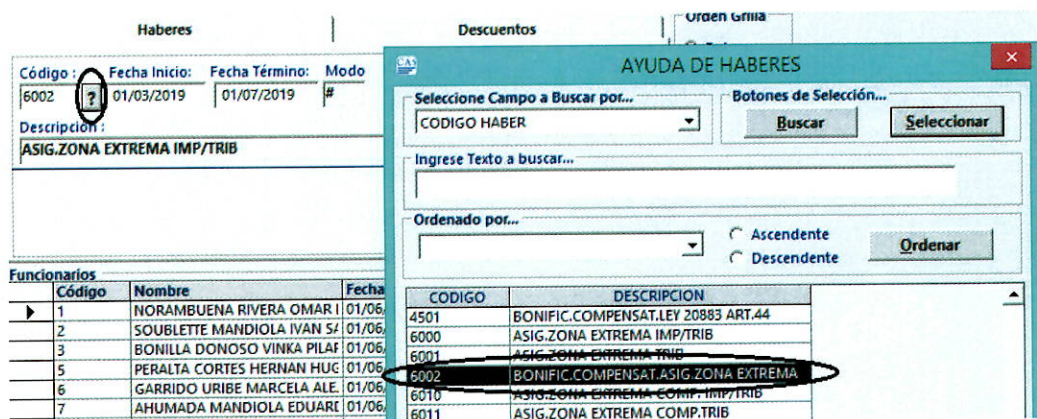 Haberes
Descuentos
Orden Grilla
Código :
Fecha Inicio:
Fecha Término:
Modo
6002
?
01/03/2019
01/07/2019
#
Descripción :
ASIG.ZONA EXTREMA IMP/TRIB
Funcionarios
Código Nombre Fecha
1 NORAMBUENA RIVERA OMAR 01/06/
2 SOUBLETTE MANDIOLA IVAN 01/06/
3 BONILLA DONOSO VINKA PILAR 01/06/
5 PERALTA CORTES HERNAN HUG 01/06/
6 GARRIDO URIBE MARCELA ALE. 01/06/
7 AHUMADA MANDIOLA EDUARD 01/06/
CAS
AYUDA DE HABERES
×
Seleccione Campo a Buscar por...
CODIGO HABER
Botones de Selección...
Buscar
Seleccionar
Ingrese Texto a buscar...
Ordenado por...
Ascendente
Descendente
Ordenar
CODIGO DESCRIPCION
4501 BONIFIC.COMPENSAT.LEY 20883 ART.44
6000 ASIG.ZONA EXTREMA IMP/TRIB
6001 ASIG.ZONA EXTREMA TRIB
6002 BONIFIC.COMPENSAT.ASIG.ZONA EXTREMA
6010 ASIG.ZONA EXTREMA COMP. IMP/TRIB
6011 ASIG.ZONA EXTREMA COMP.TRIB